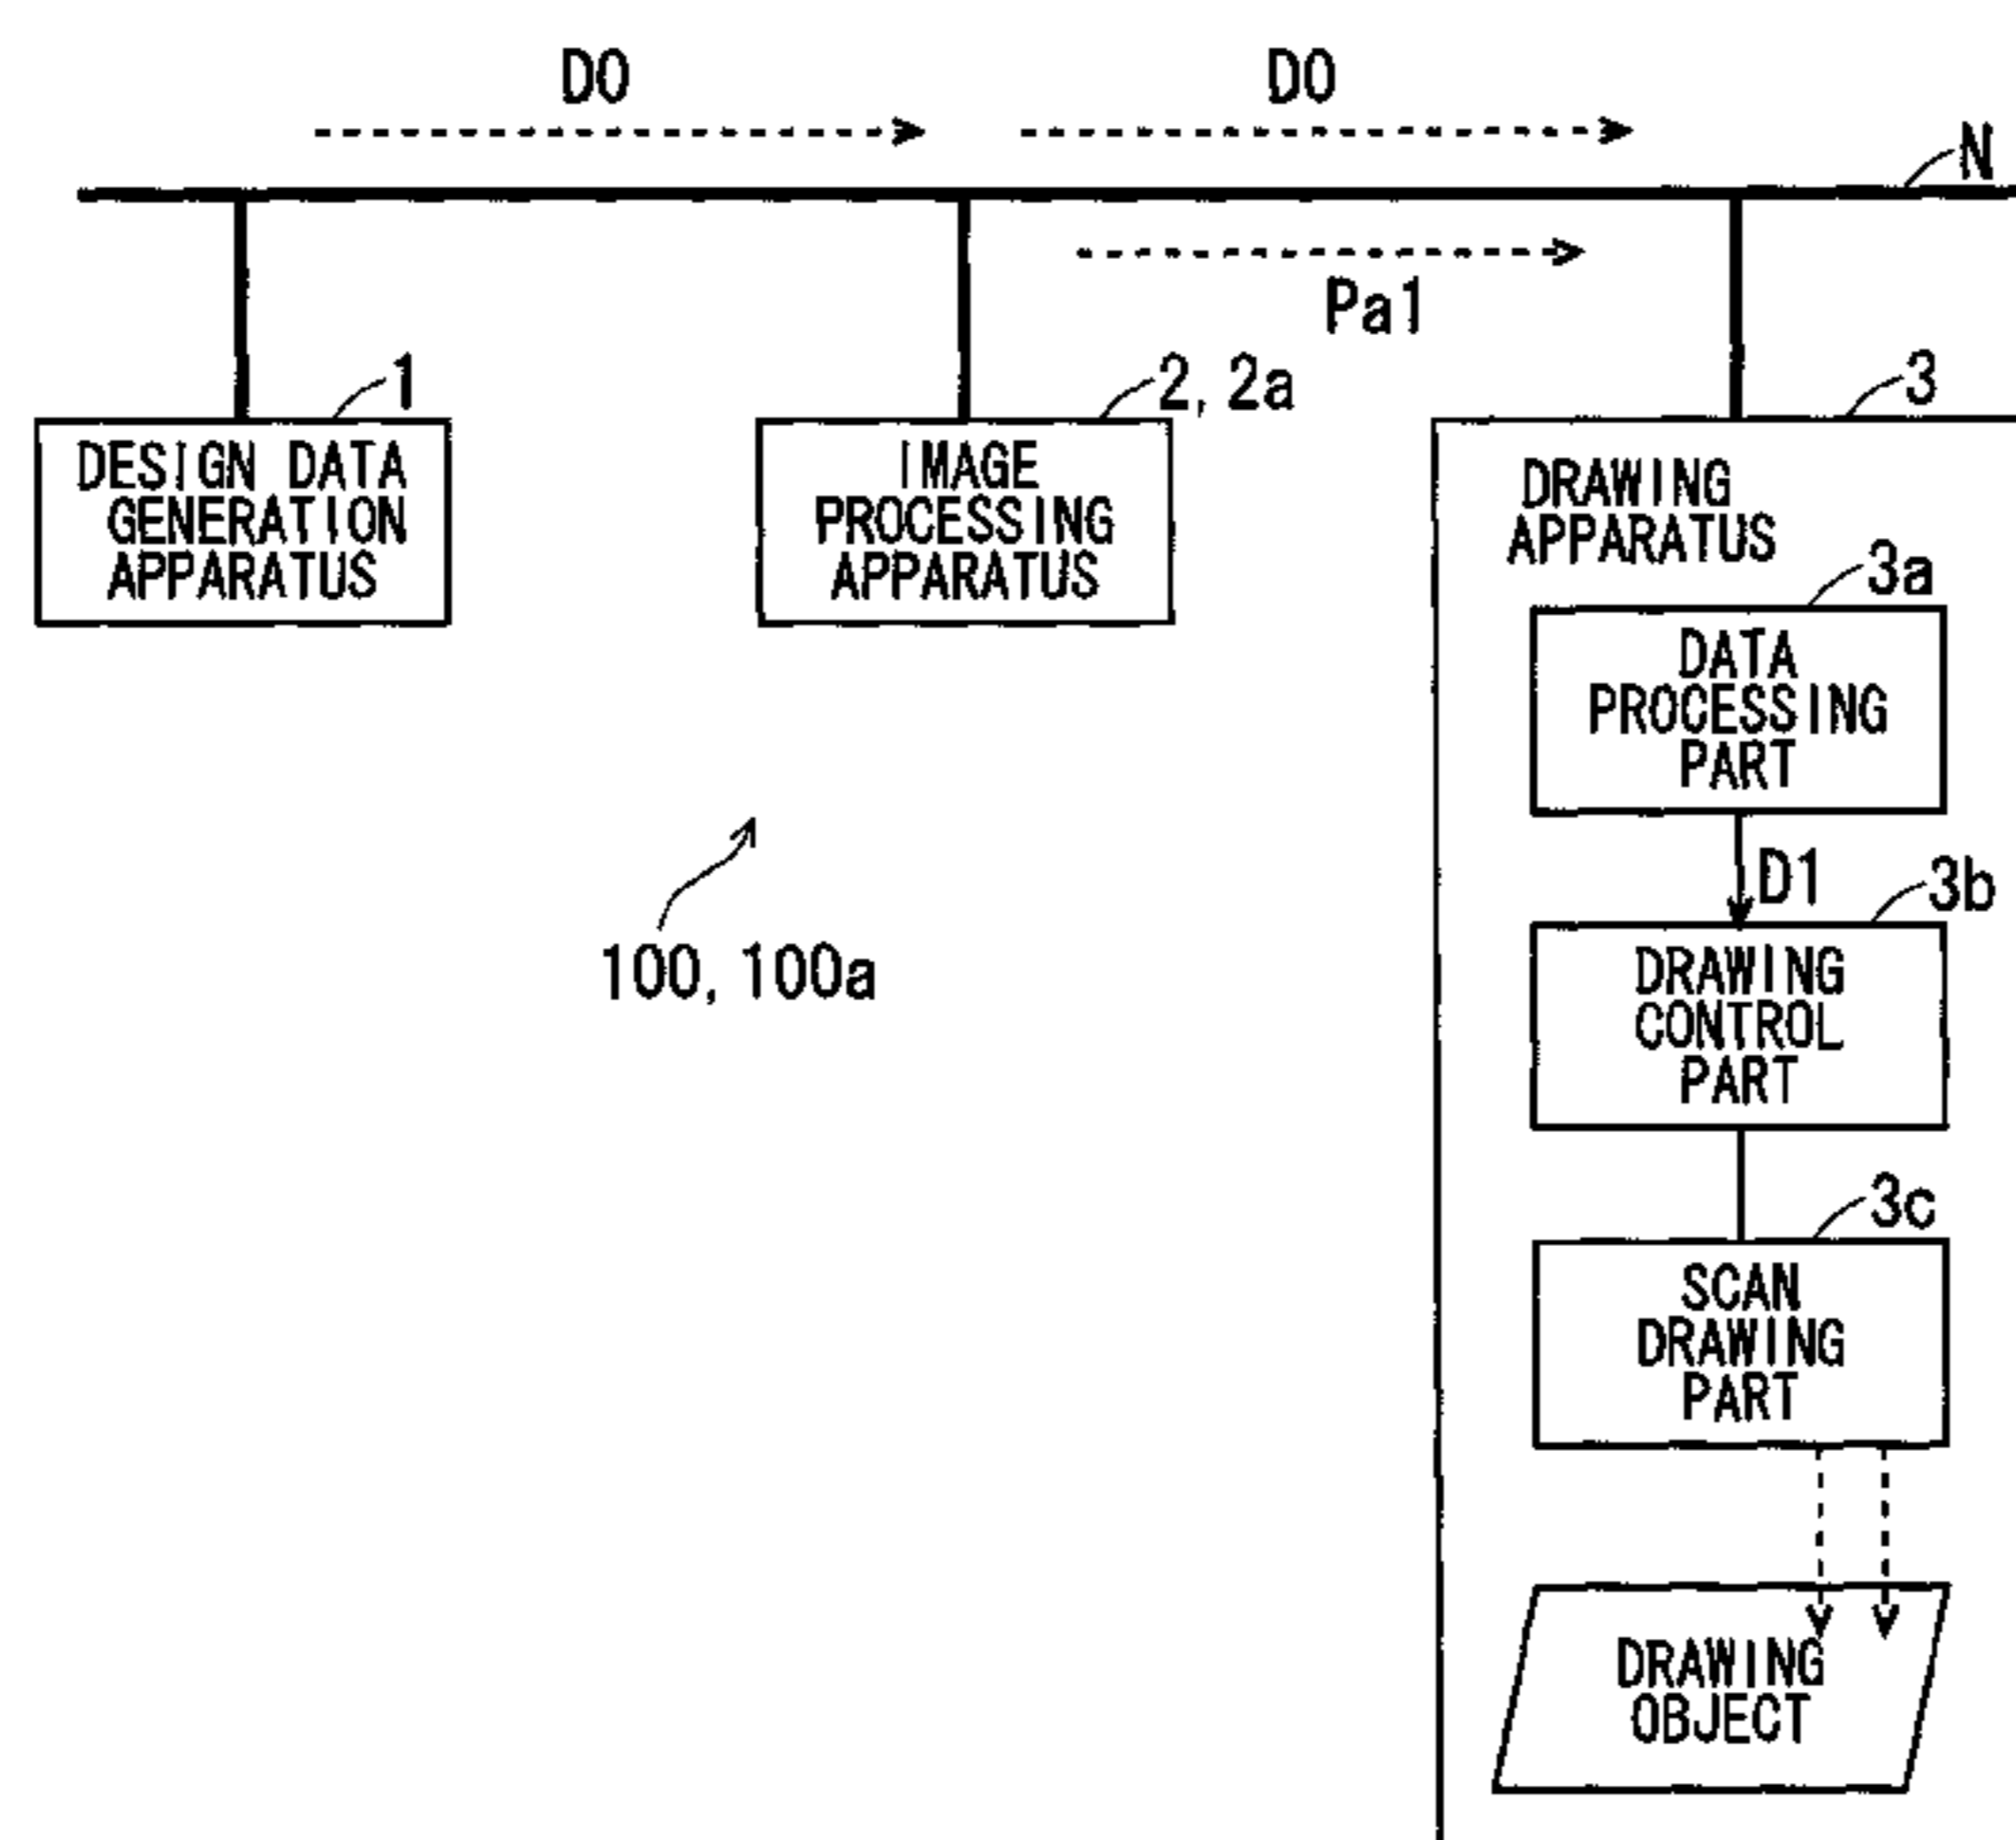 D0
D0
N
Pa1
1
2, 2a
3
DESIGN DATA
GENERATION
APPARATUS
IMAGE
PROCESSING
APPARATUS
DRAWING
APPARATUS
3a
DATA
PROCESSING
PART
D1
3b
DRAWING
CONTROL
PART
100, 100a
3c
SCAN
DRAWING
PART
DRAWING
OBJECT